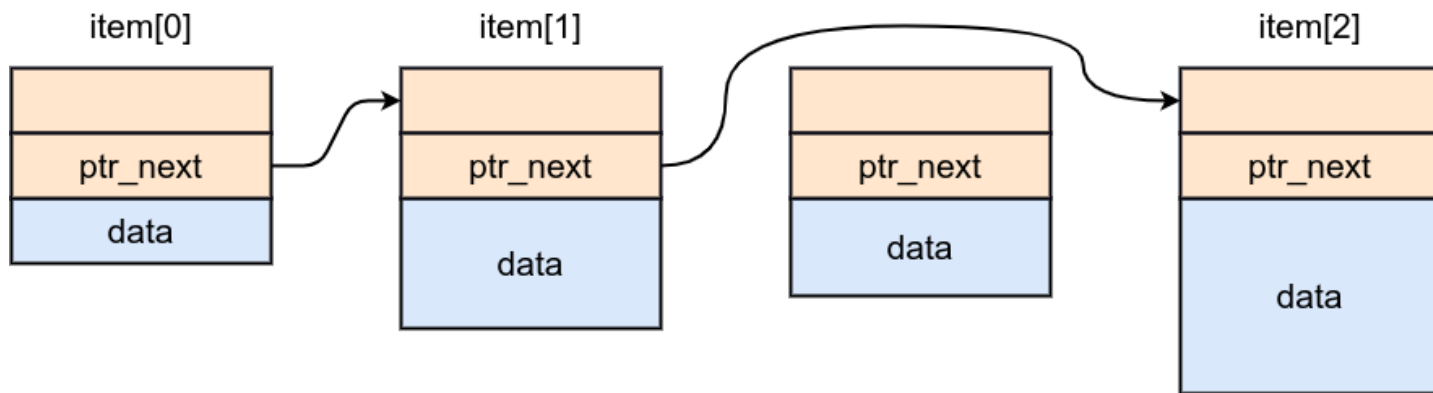 item[0]
item[1]
item[2]
ptr_next
ptr_next
ptr_next
ptr_next
data
data
data
data